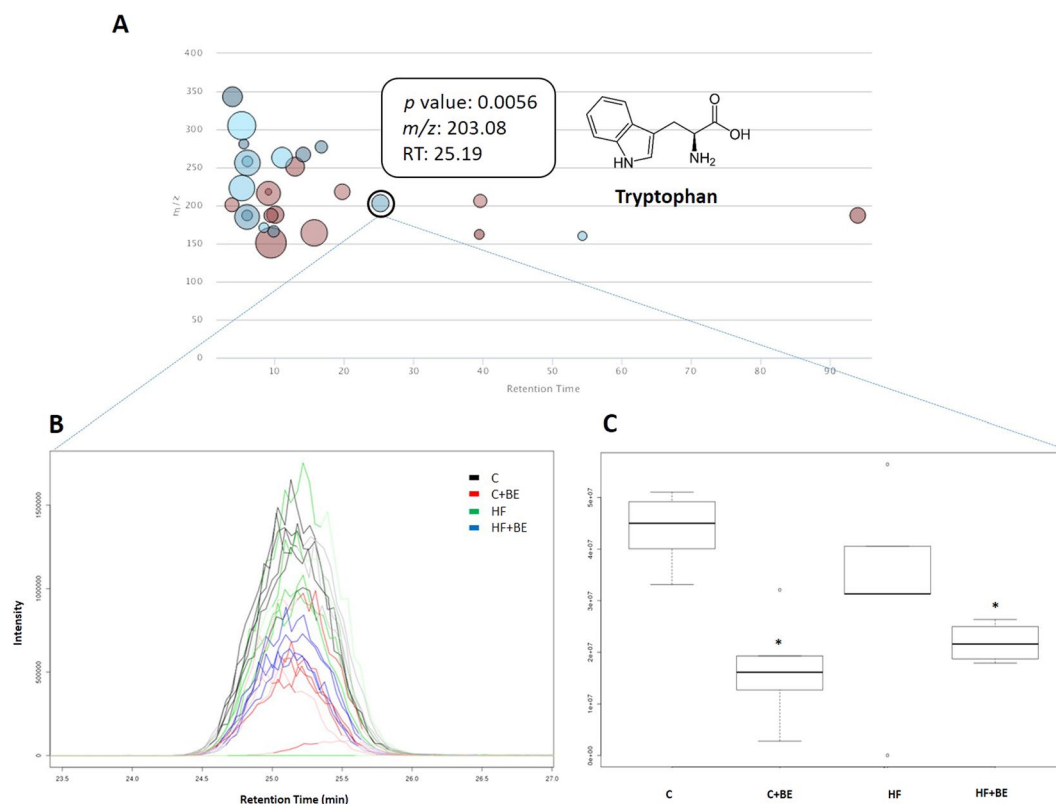 A
400
350
300
250
200
150
100
50
0
m/z
10
20
30
40
50
60
70
80
90
Retention Time
p value: 0.0056
m/z: 203.08
RT: 25.19
O
OH
NH₂
HN
Tryptophan
B
C
C+BE
HF
HF+BE
Intensity
1500000
1000000
500000
0
23.5
24.0
24.5
25.0
25.5
26.0
26.5
27.0
Retention Time (min)
C
5e+07
4e+07
3e+07
2e+07
1e+07
0e+00
*
*
C
C+BE
HF
HF+BE